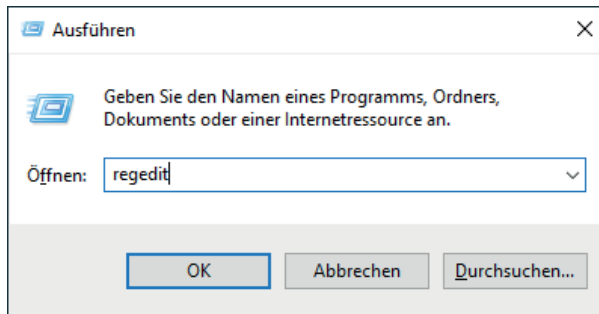 Ausführen
Geben Sie den Namen eines Programms, Ordners,
Dokuments oder einer Internetressource an.
Öffnen: regedit
OK Abbrechen Durchsuchen...